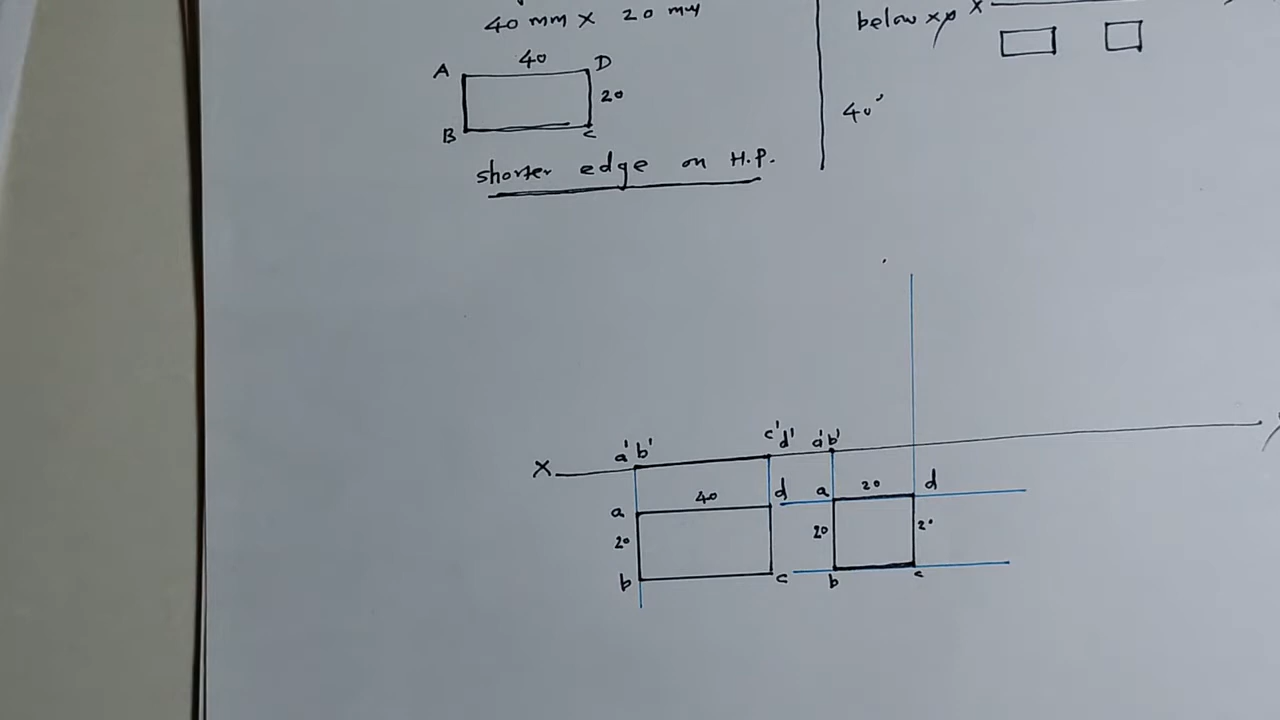 40 mm x 20 mm
40
A D
20
B C
shorter edge on H.P.
below xy X
40°
a'b' c'd' a'b'
X
40 d a 20 d
a
20 20 2°
b c b c